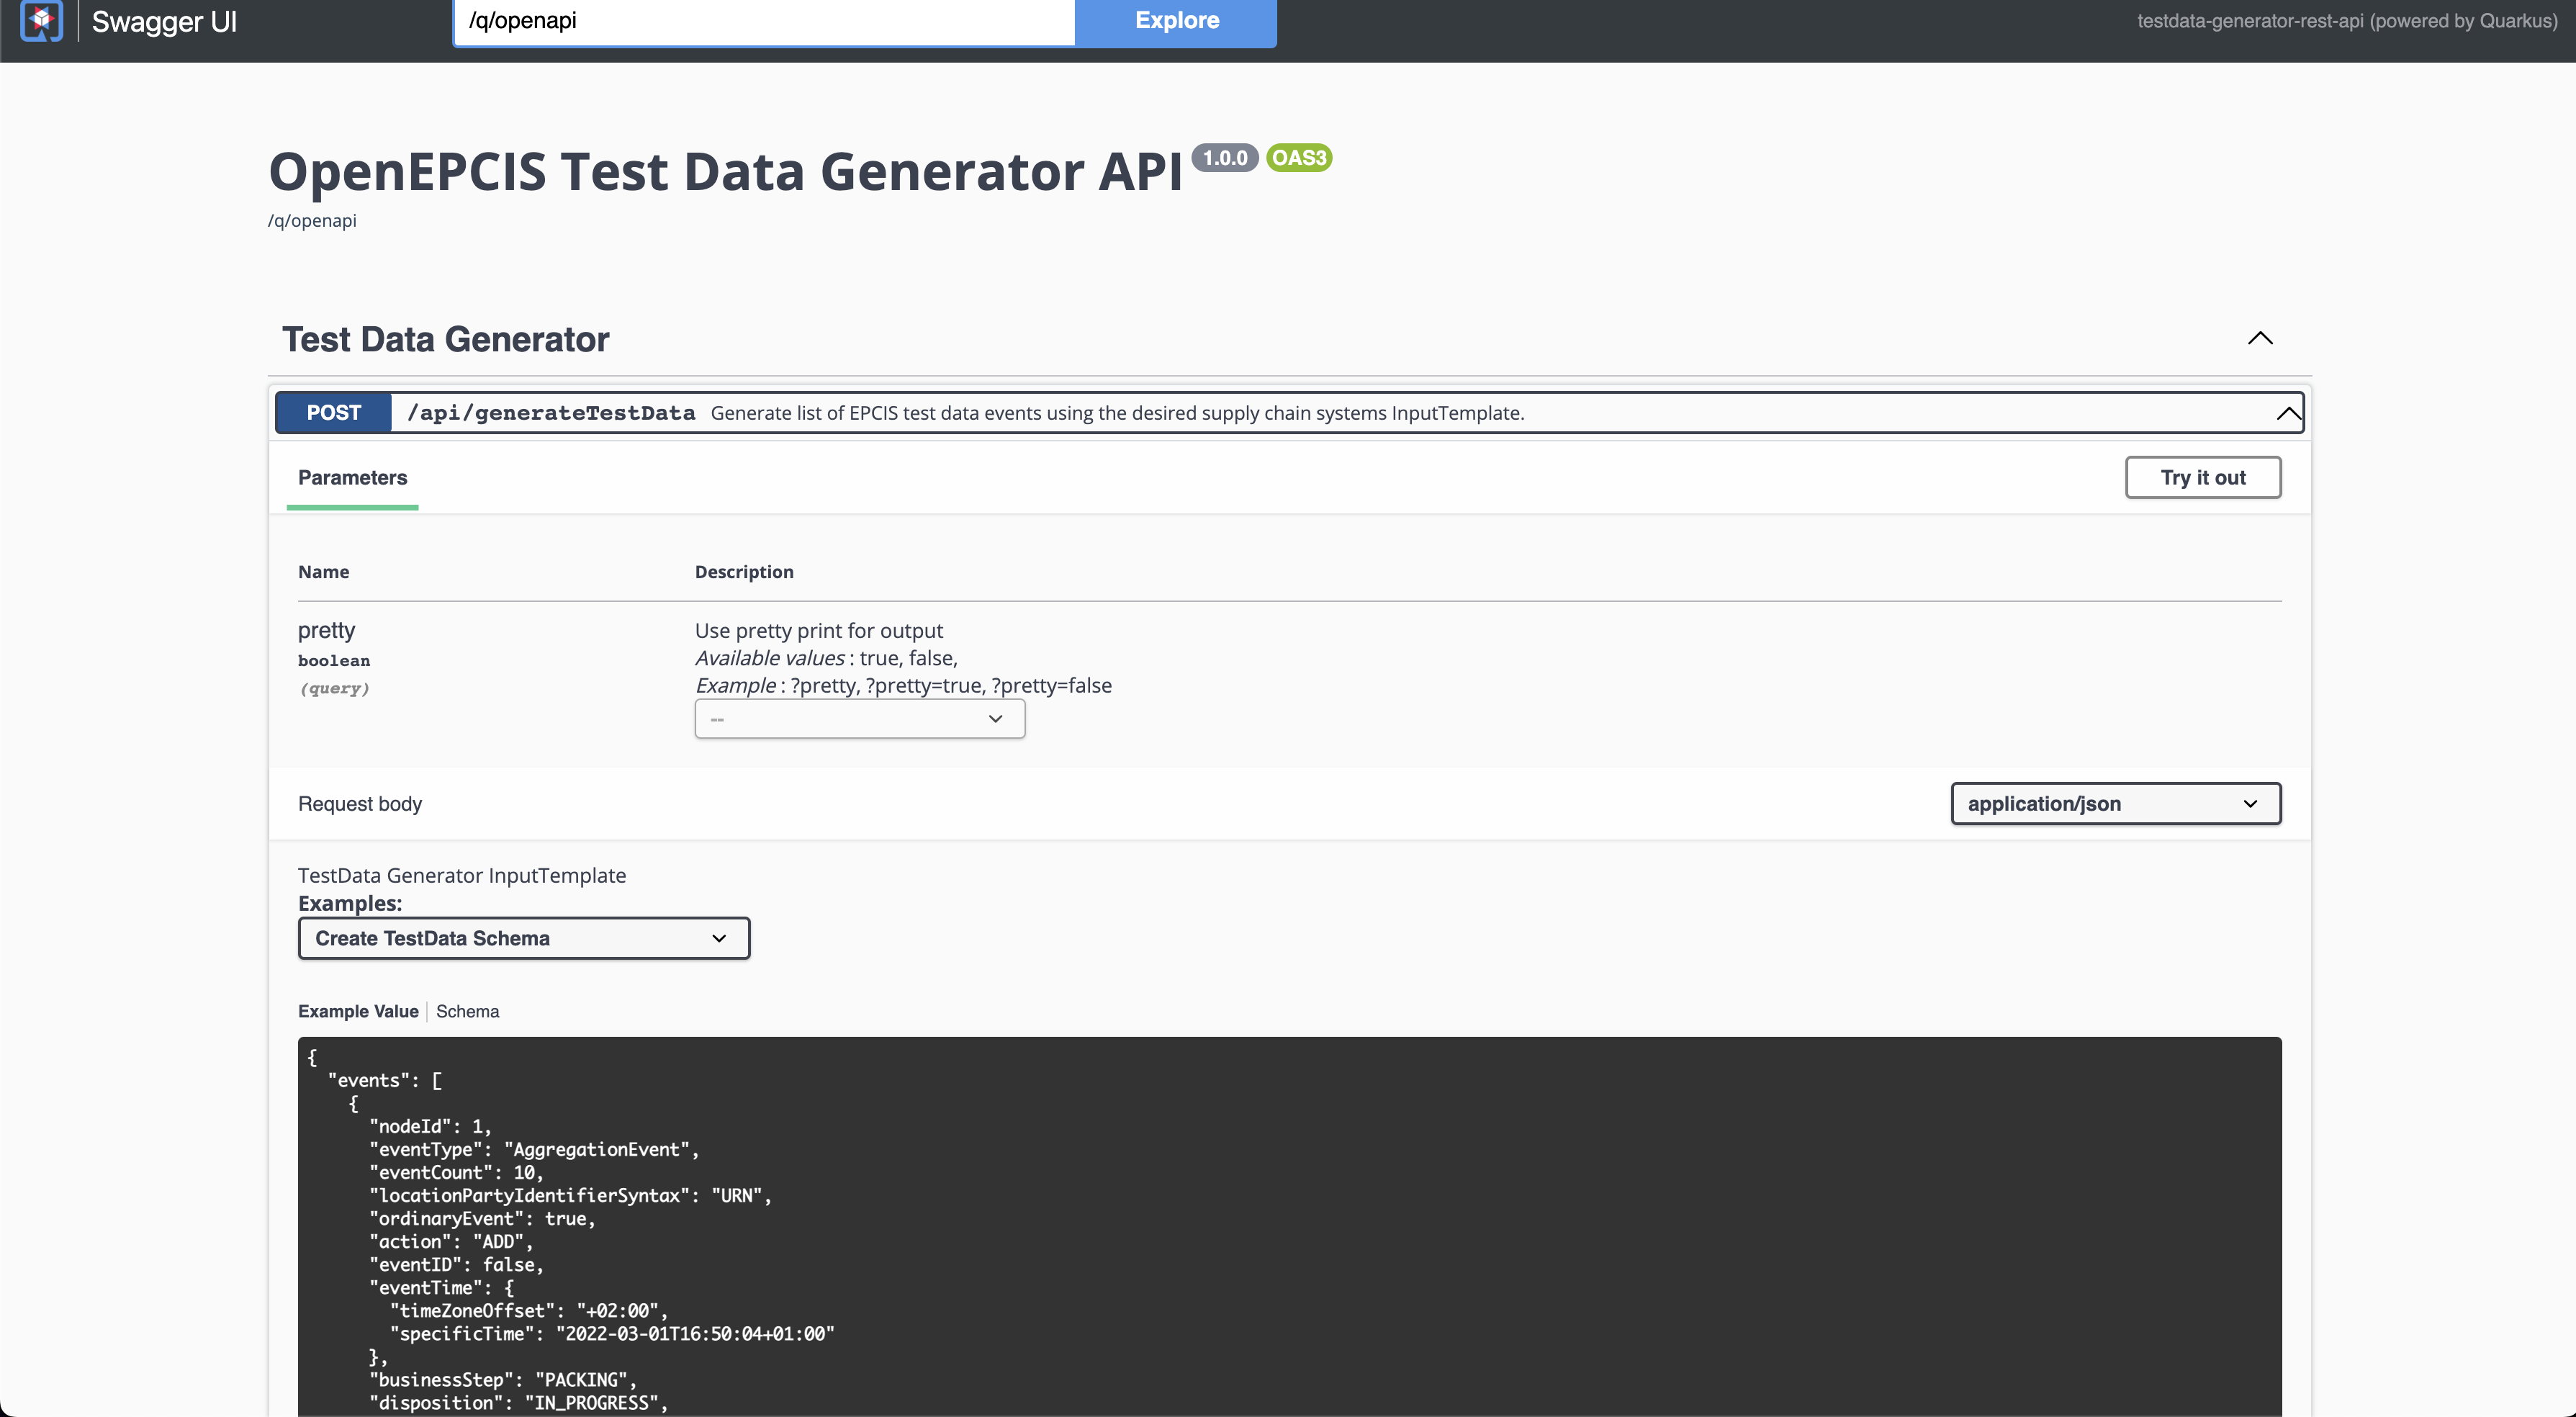 Swagger UI
/q/openapi
Explore
testdata-generator-rest-api (powered by Quarkus)
OpenEPCIS Test Data Generator API 1.0.0 OAS3
/q/openapi
Test Data Generator
POST /api/generateTestData Generate list of EPCIS test data events using the desired supply chain systems InputTemplate.
Parameters
Try it out
Name Description
pretty
boolean
(query)
Use pretty print for output
Available values : true, false,
Example : ?pretty, ?pretty=true, ?pretty=false
--
Request body
application/json
TestData Generator InputTemplate
Examples:
Create TestData Schema
Example Value Schema
{
"events": [
{
"nodeId": 1,
"eventType": "AggregationEvent",
"eventCount": 10,
"locationPartyIdentifierSyntax": "URN",
"ordinaryEvent": true,
"action": "ADD",
"eventID": false,
"eventTime": {
"timeZoneOffset": "+02:00",
"specificTime": "2022-03-01T16:50:04+01:00"
},
"businessStep": "PACKING",
"disposition": "IN_PROGRESS",